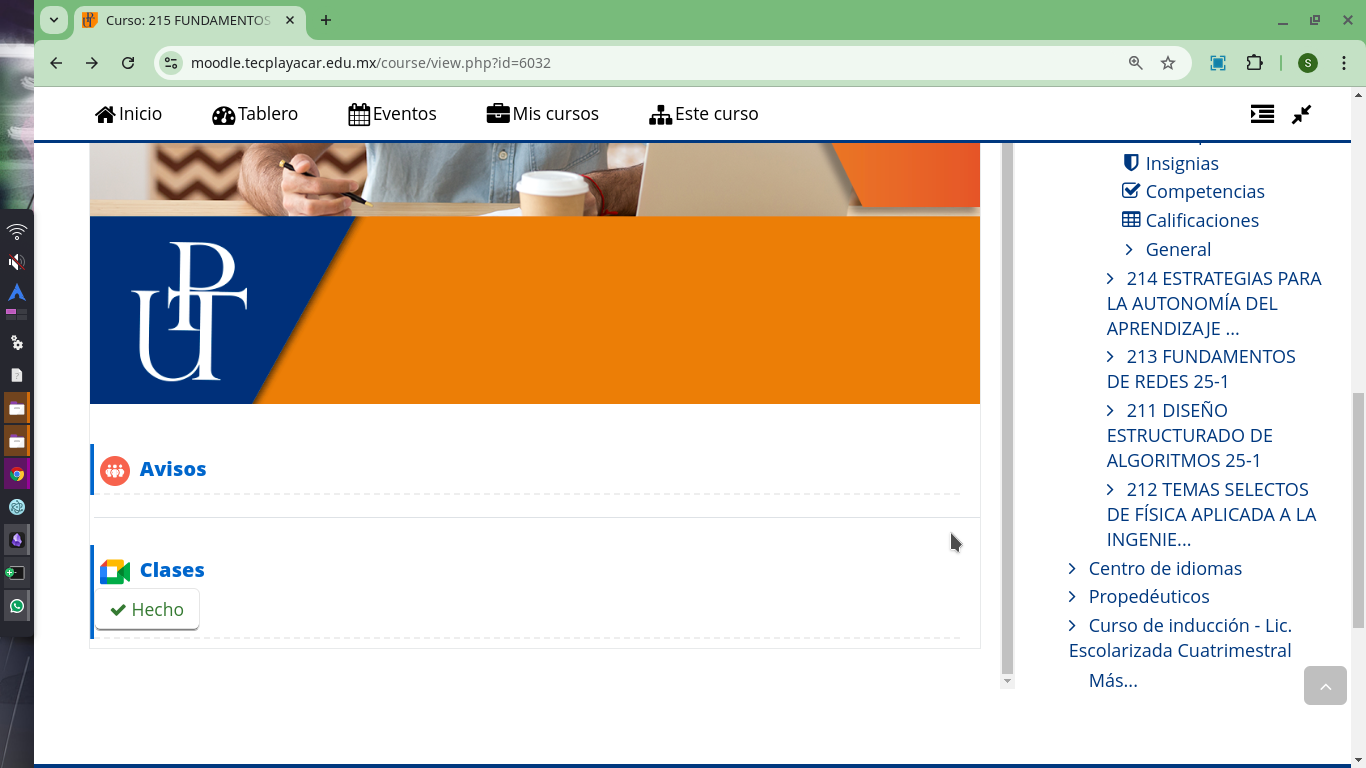 Curso: 215 FUNDAMENTOS
moodle.tecplayacar.edu.mx/course/view.php?id=6032
S
Inicio
Tablero
Eventos
Mis cursos
Este curso
UTP
Avisos
Clases
Hecho
Insignias
Competencias
Calificaciones
General
214 ESTRATEGIAS PARA
LA AUTONOMÍA DEL
APRENDIZAJE ...
213 FUNDAMENTOS
DE REDES 25-1
211 DISEÑO
ESTRUCTURADO DE
ALGORITMOS 25-1
212 TEMAS SELECTOS
DE FÍSICA APLICADA A LA
INGENIE...
Centro de idiomas
Propedéuticos
Curso de inducción - Lic.
Escolarizada Cuatrimestral
Más...